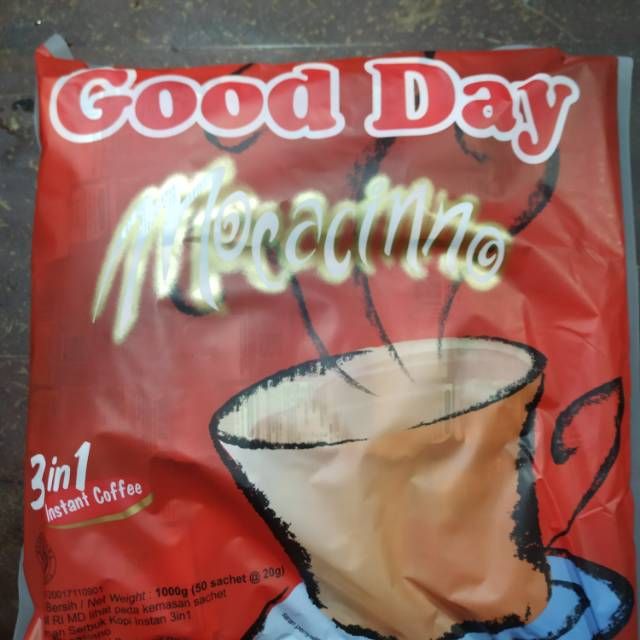 Good Day
Mocacinno
3in1
Instant Coffee
Bersih / Net Weight : 1000g (50 sachet @ 20g)
RI MD lihat pada kemasan sachet
Serbuk Kopi Instan 3in1